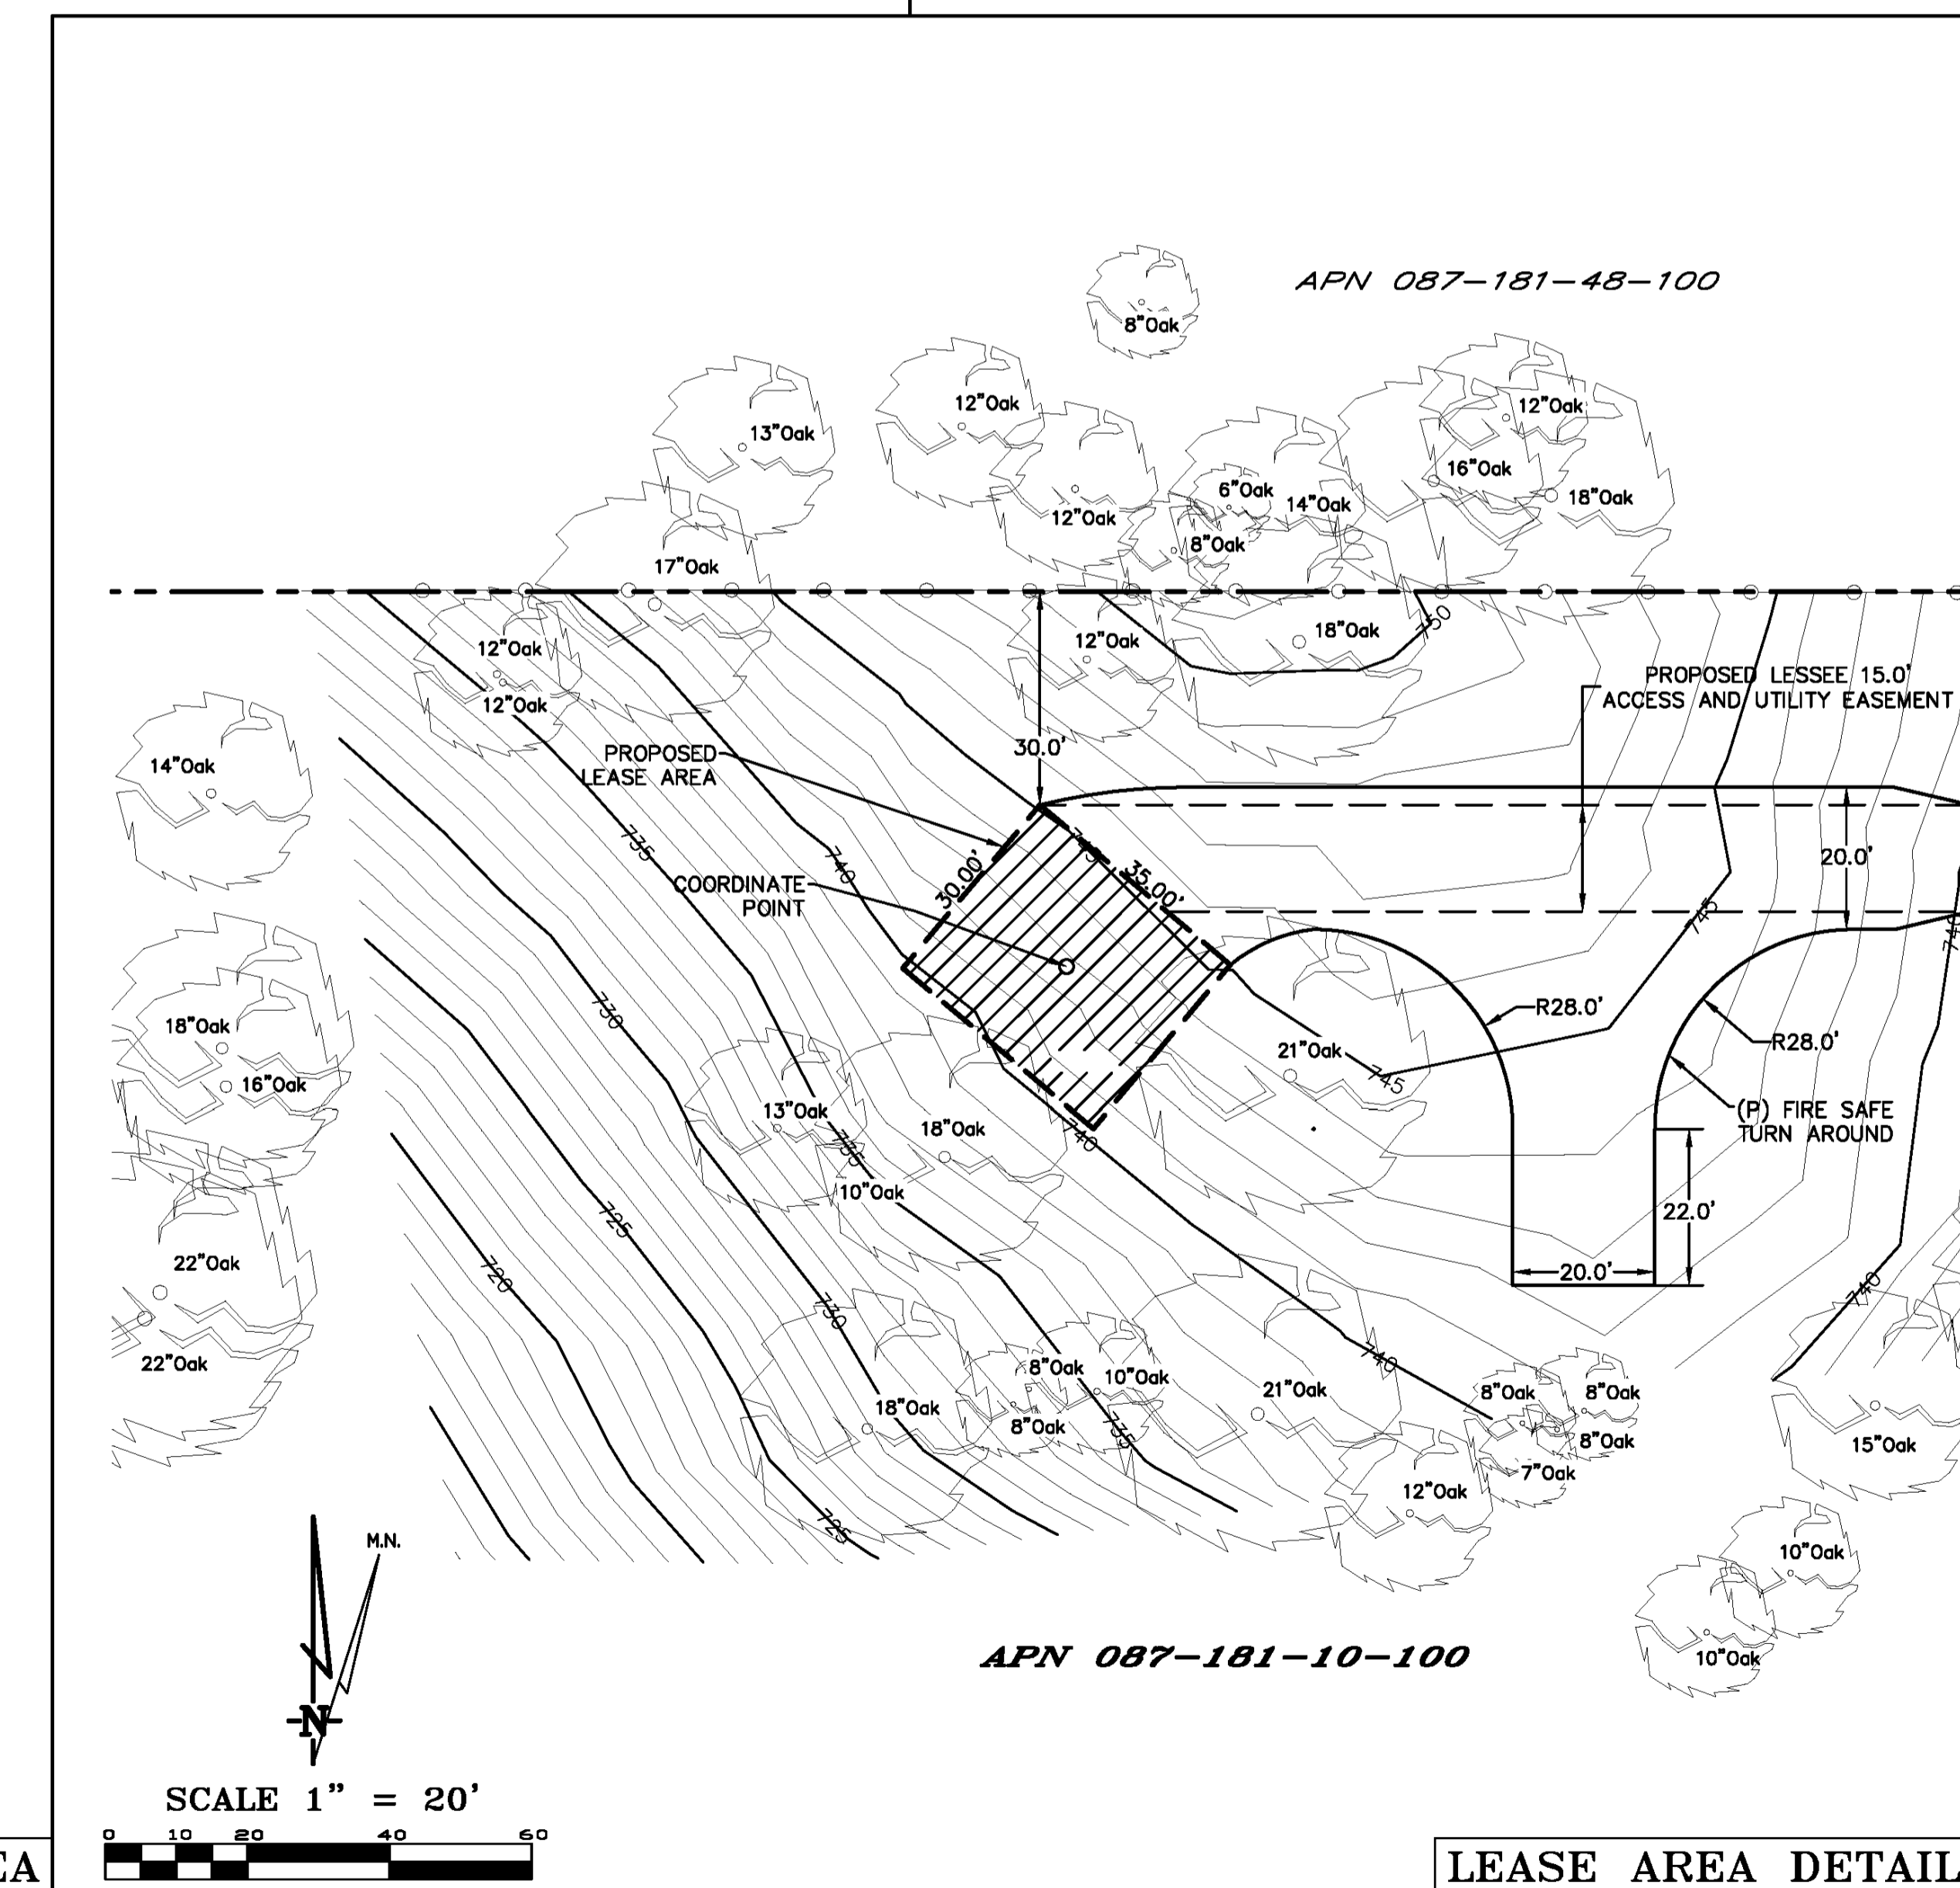 APN 087-181-48-100
8"Oak
12"Oak
12"Oak
13"Oak
16"Oak
6"Oak
18"Oak
14"Oak
12"Oak
8"Oak
17"Oak
750
18"Oak
12"Oak
12"Oak
PROPOSED LESSEE 15.0'
ACCESS AND UTILITY EASEMENT
12"Oak
30.0'
PROPOSED
LEASE AREA
14"Oak
735
740
745
20.0'
30.00'
35.00'
COORDINATE
POINT
745
740
730
R28.0'
18"Oak
R28.0'
21"Oak
745
16"Oak
13"Oak
(P) FIRE SAFE
TURN AROUND
18"Oak
740
735
10"Oak
22.0'
725
22"Oak
720
20.0'
740
730
740
22"Oak
8"Oak
10"Oak
21"Oak
8"Oak
8"Oak
18"Oak
8"Oak
735
8"Oak
15"Oak
7"Oak
12"Oak
725
M.N.
10"Oak
APN 087-181-10-100
10"Oak
N
SCALE 1" = 20'
0 10 20 40 60
EA
LEASE AREA DETAIL